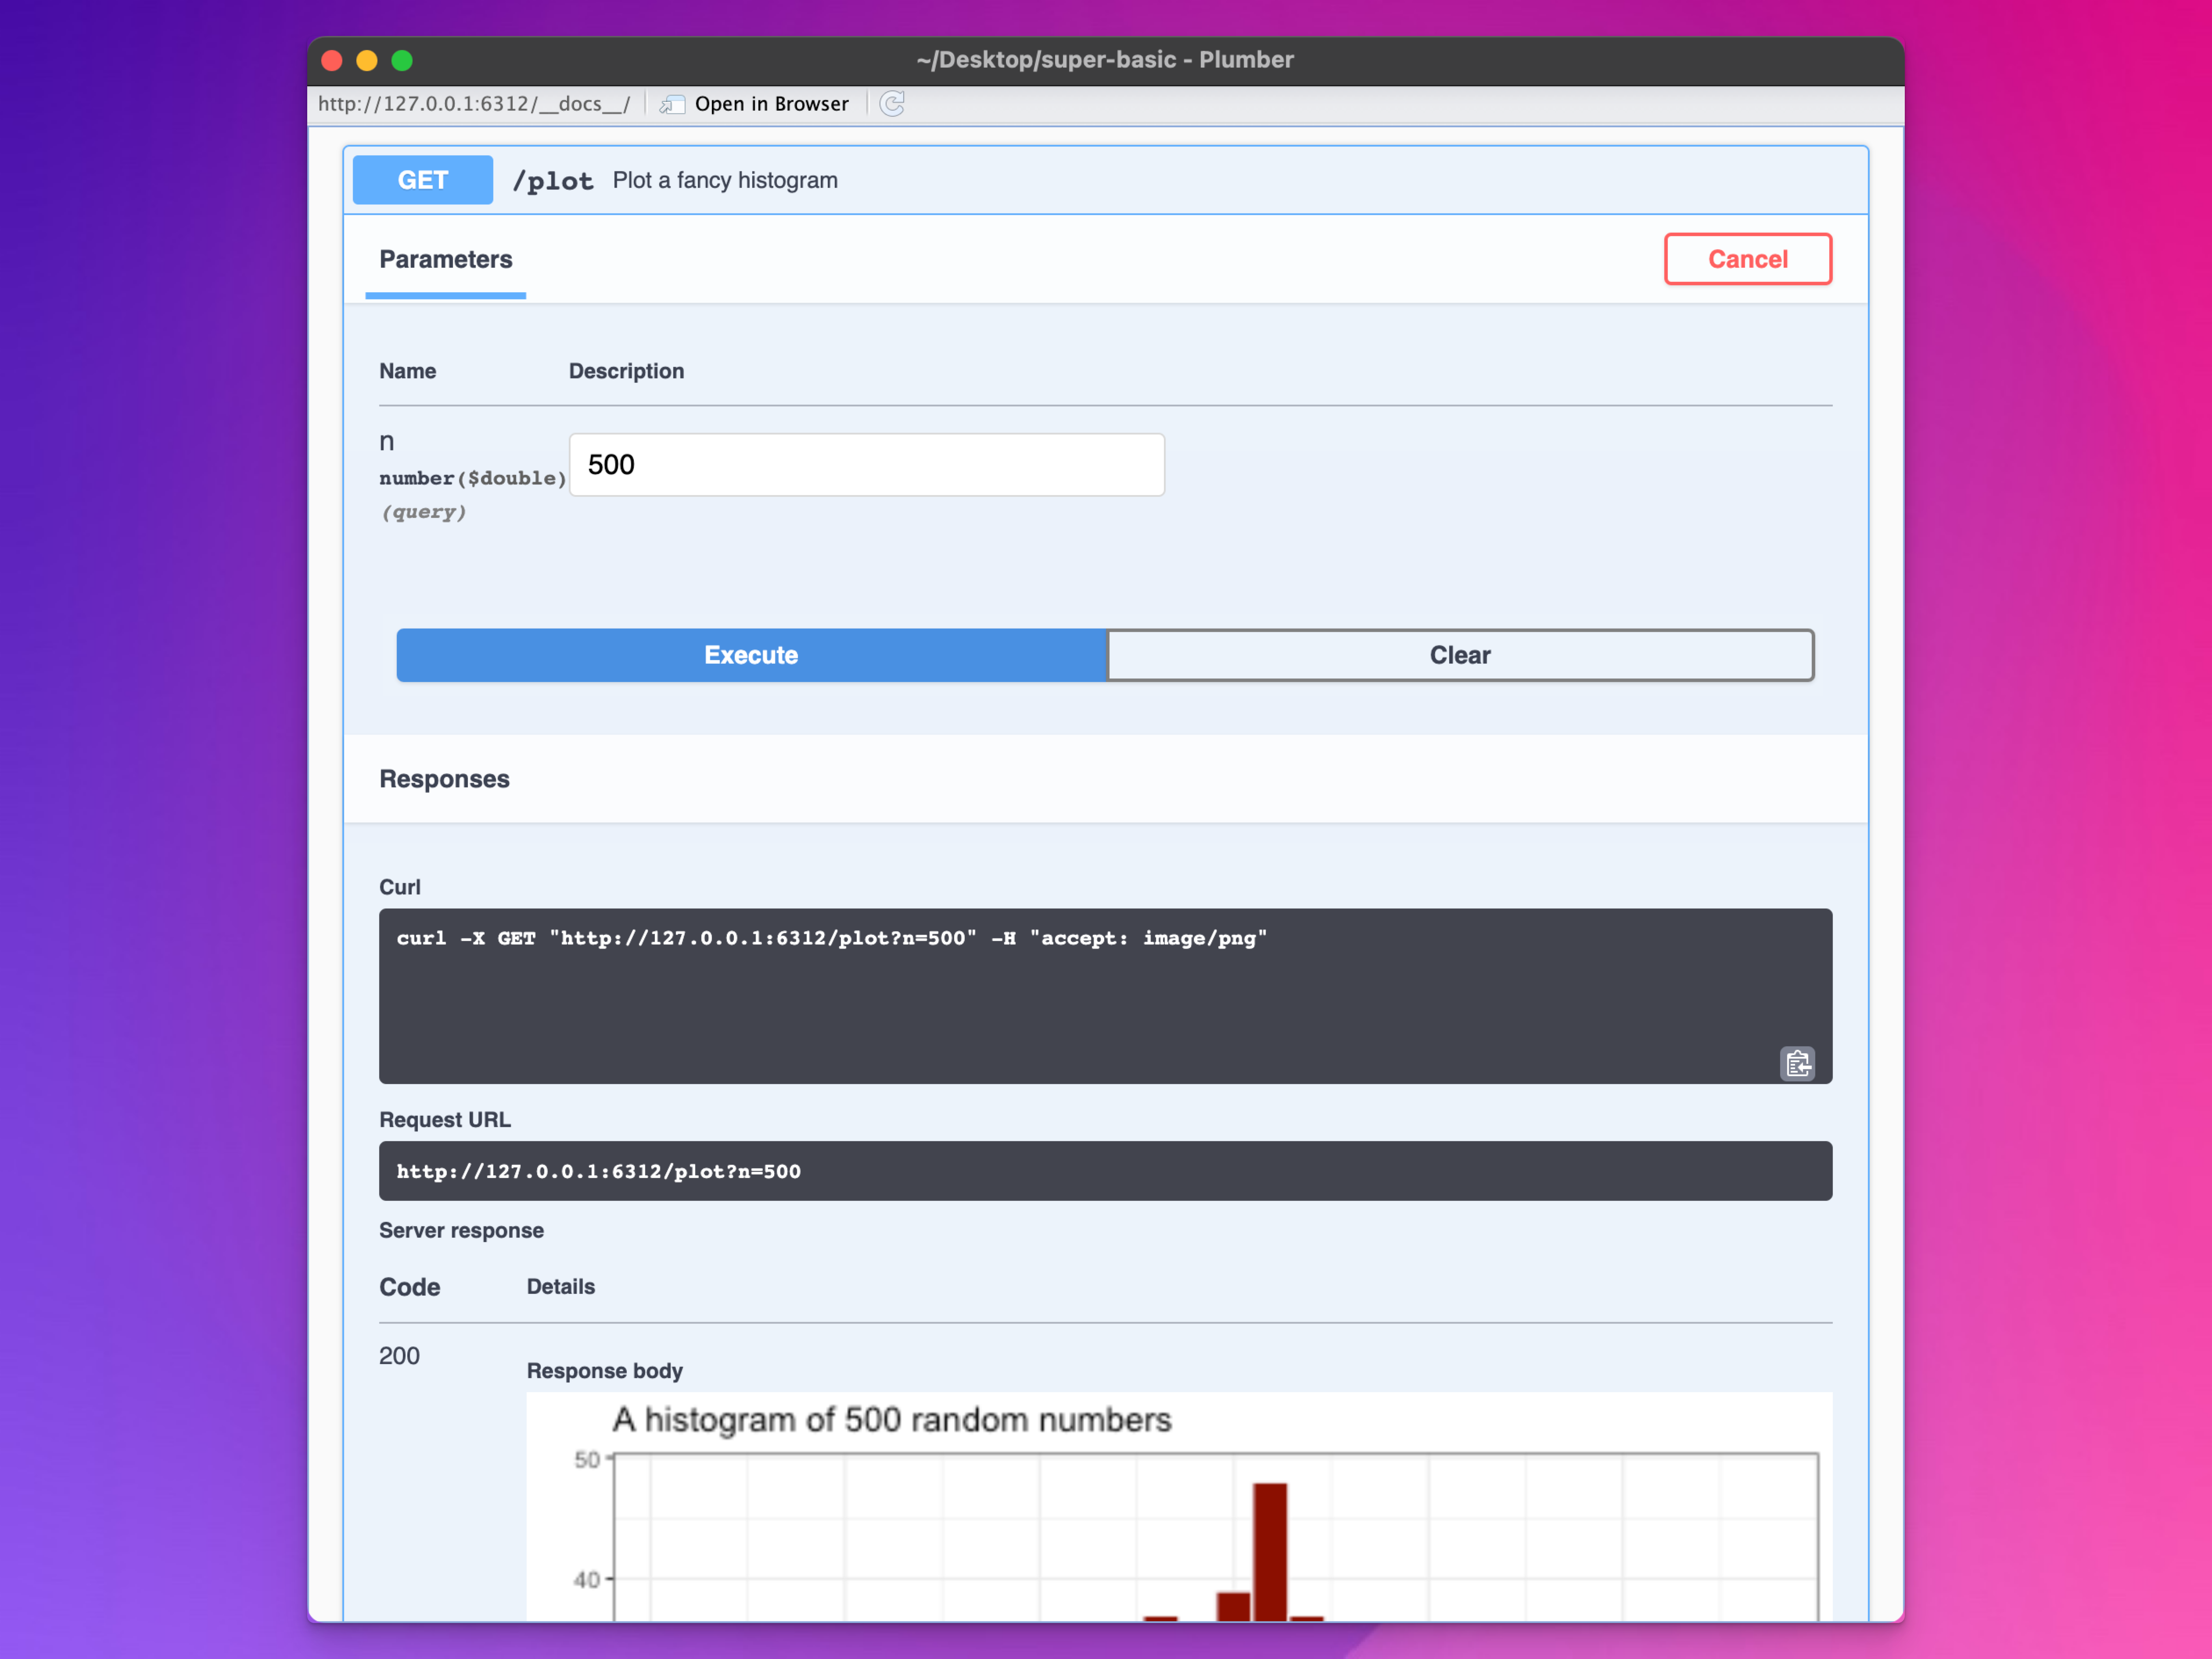 ~/Desktop/super-basic - Plumber
http://127.0.0.1:6312/__docs__/ Open in Browser
GET /plot Plot a fancy histogram
Parameters Cancel
Name Description
n
500
number($double)
(query)
Execute Clear
Responses
Curl
curl -X GET "http://127.0.0.1:6312/plot?n=500" -H "accept: image/png"
Request URL
http://127.0.0.1:6312/plot?n=500
Server response
Code Details
200
Response body
A histogram of 500 random numbers
50
40